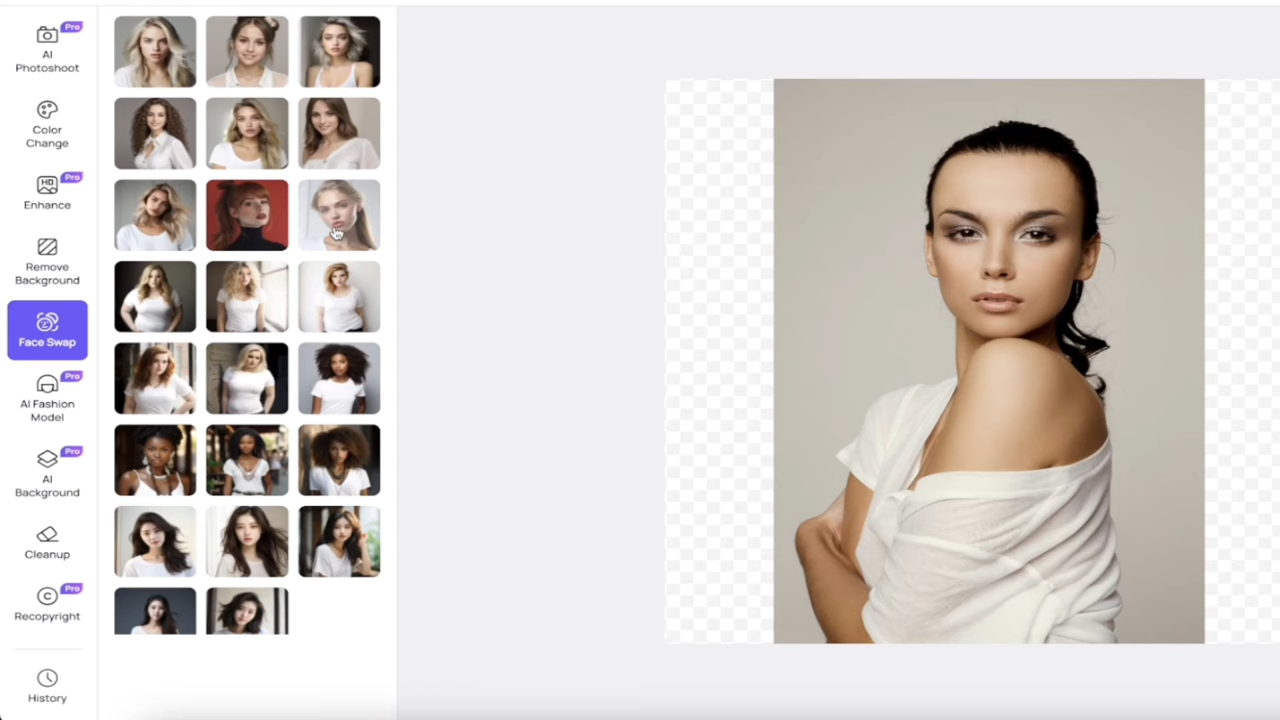 Pro
AI
Photoshoot
Color
Change
Pro
HD
Enhance
Remove
Background
Face Swap
Pro
AI Fashion
Model
Pro
AI
Background
Cleanup
Pro
C
Recopyright
History